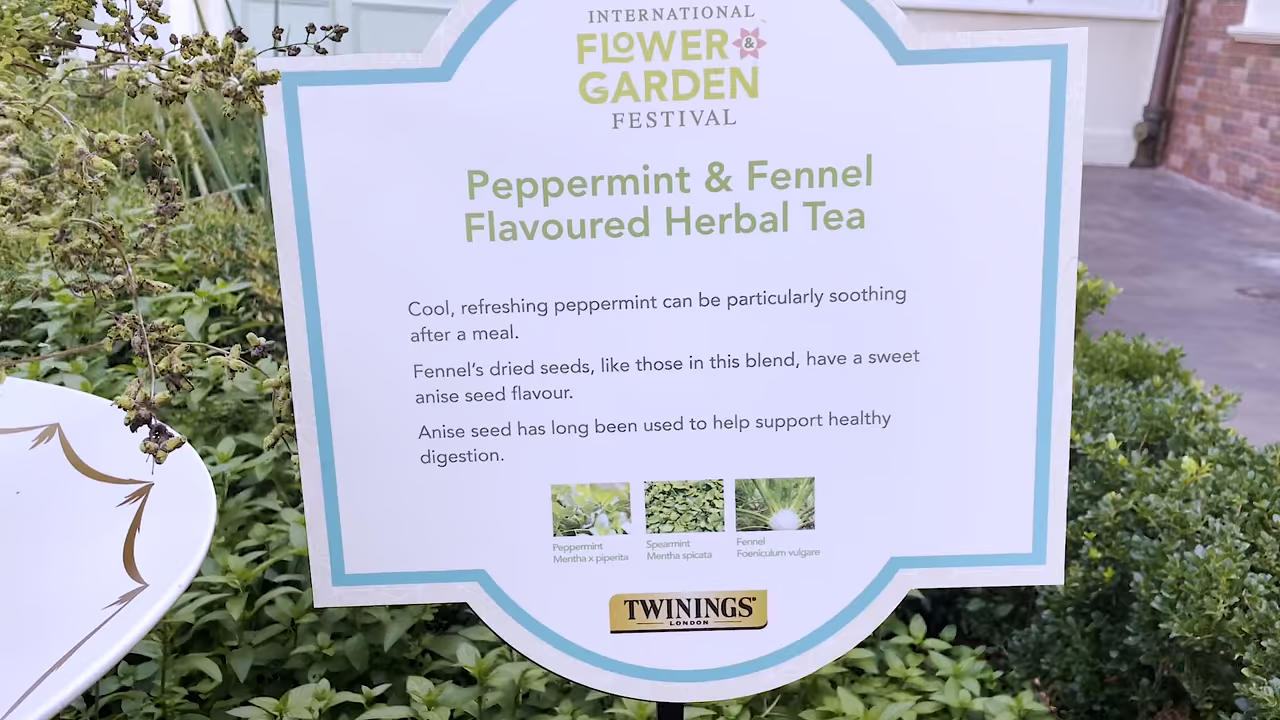 INTERNATIONAL
FLOWER &
GARDEN
FESTIVAL
Peppermint & Fennel
Flavoured Herbal Tea
Cool, refreshing peppermint can be particularly soothing
after a meal.
Fennel's dried seeds, like those in this blend, have a sweet
anise seed flavour.
Anise seed has long been used to help support healthy
digestion.
Peppermint
Mentha x piperita
Spearmint
Mentha spicata
Fennel
Foeniculum vulgare
TWININGS®
LONDON